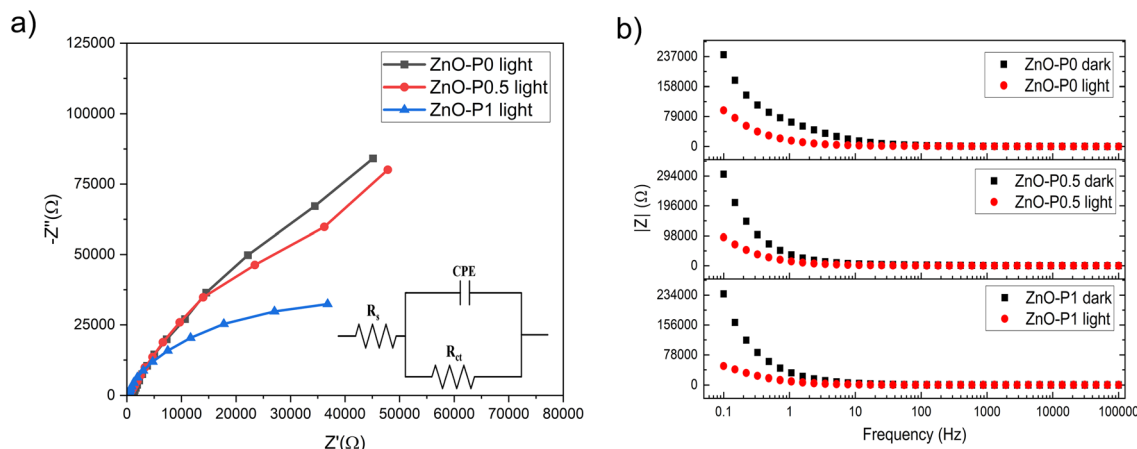 a)
125000
100000
75000
50000
25000
0
-Z''(Ω)
ZnO-P0 light
ZnO-P0.5 light
ZnO-P1 light
CPE
Rs
Rct
0 10000 20000 30000 40000 50000 60000 70000 80000
Z'(Ω)
b)
237000
158000
79000
0
ZnO-P0 dark
ZnO-P0 light
294000
196000
98000
0
ZnO-P0.5 dark
ZnO-P0.5 light
234000
156000
78000
0
ZnO-P1 dark
ZnO-P1 light
|Z| (Ω)
0.1 1 10 100 1000 10000 100000
Frequency (Hz)